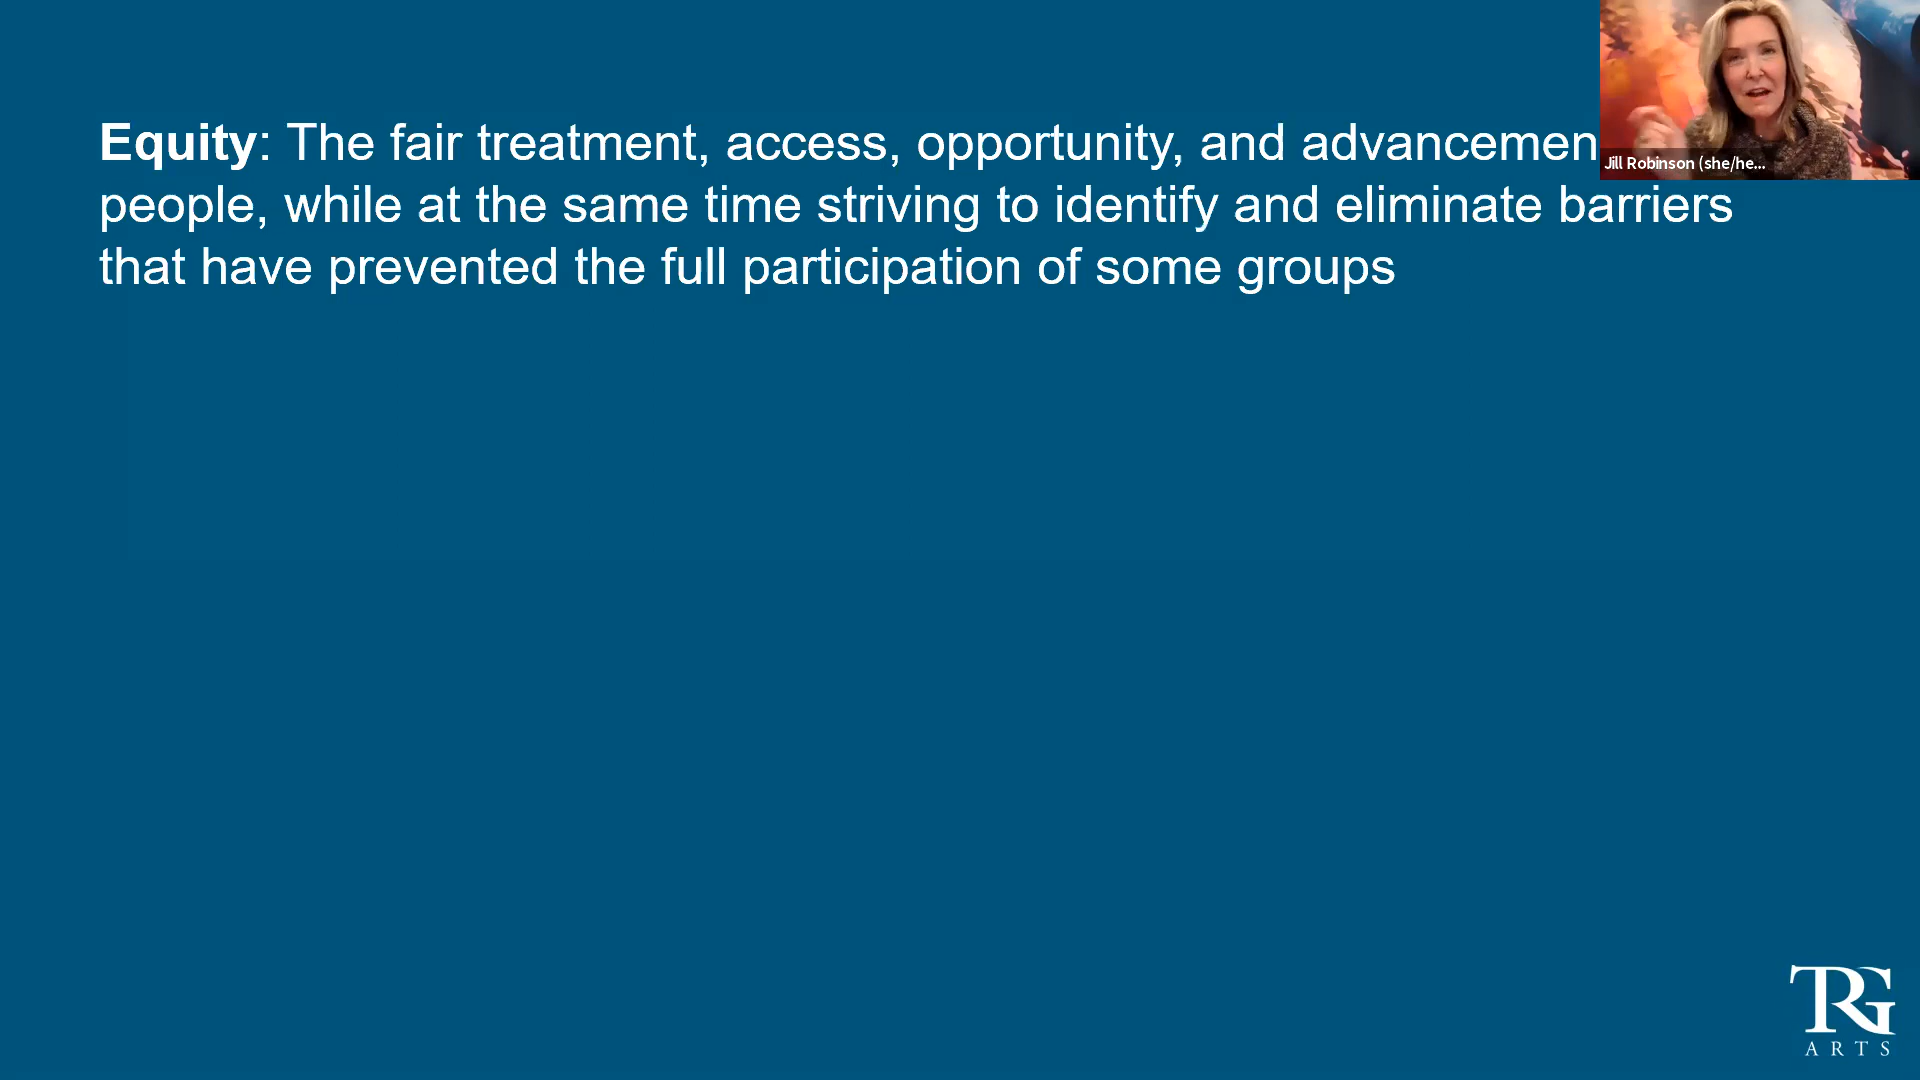 Equity: The fair treatment, access, opportunity, and advancemen
people, while at the same time striving to identify and eliminate barriers
that have prevented the full participation of some groups
Jill Robinson (she/he...
TRG
ARTS